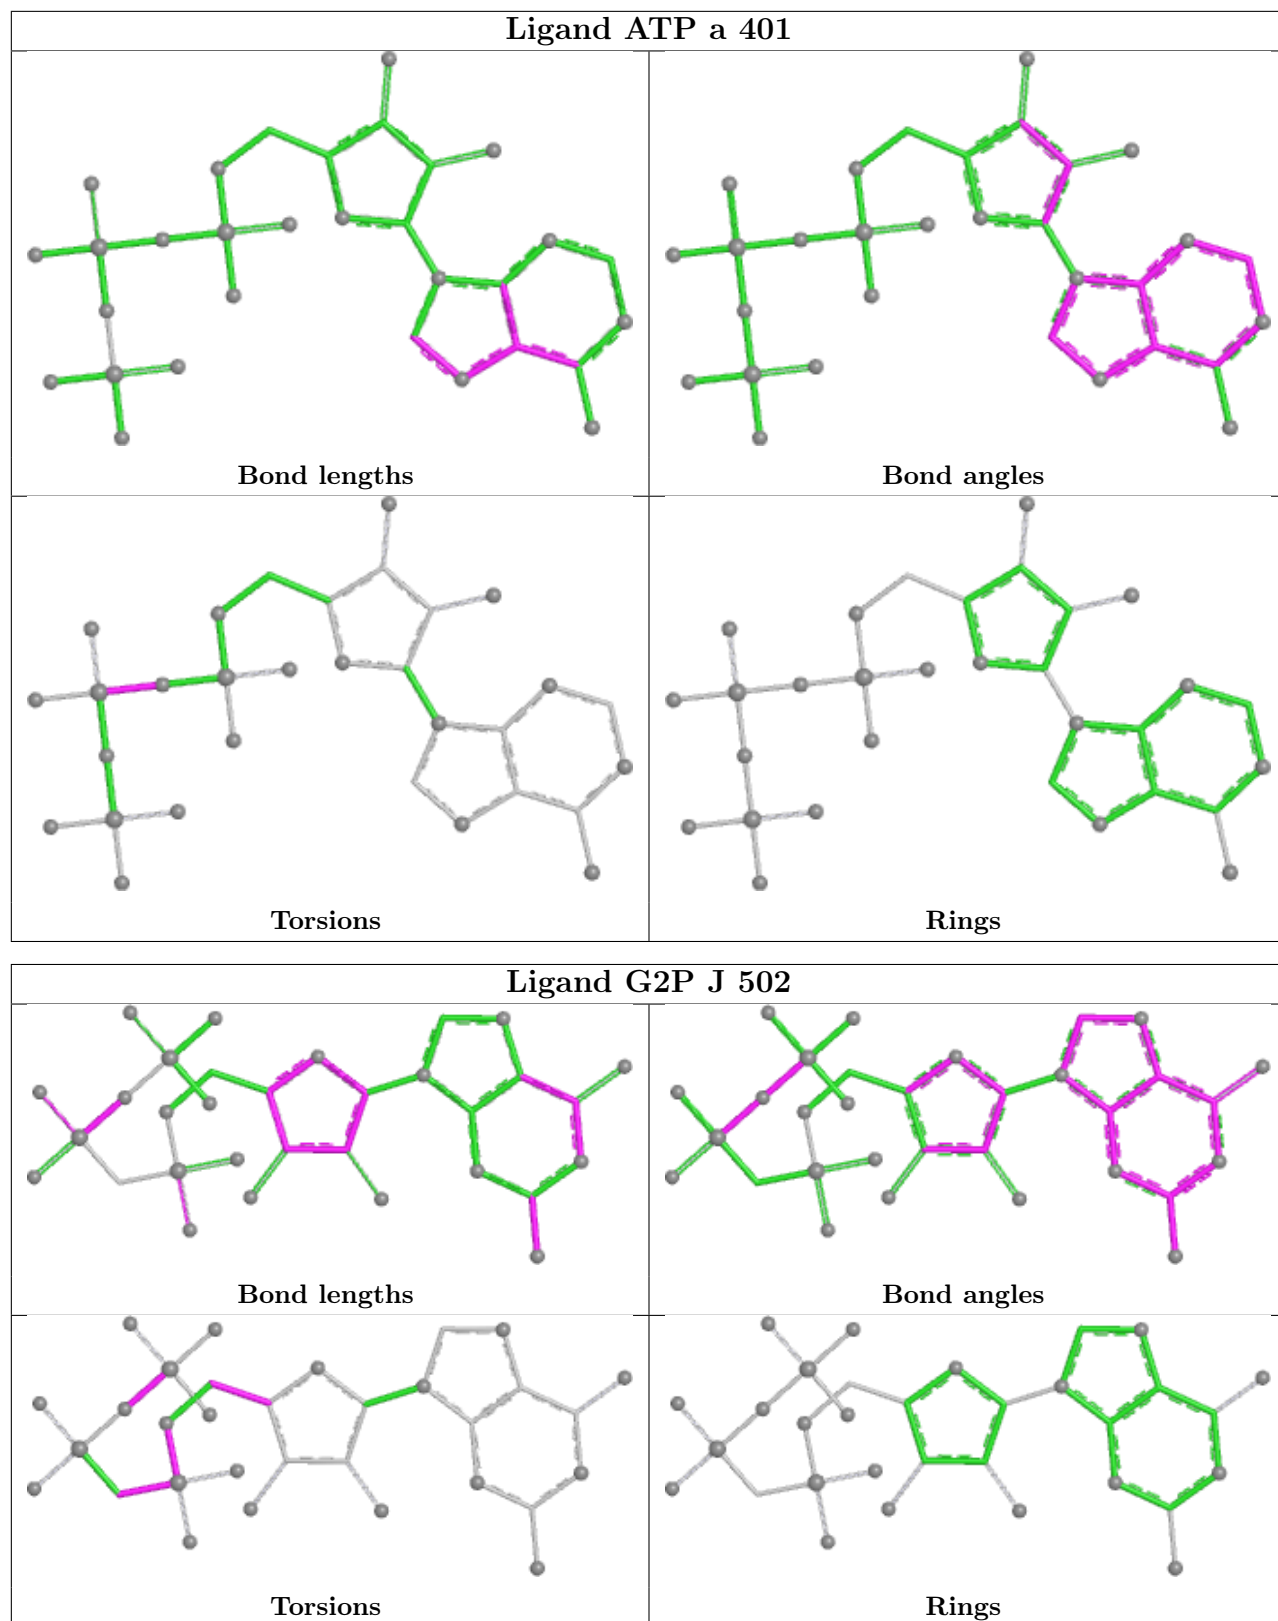 Ligand ATP a 401
Bond lengths
Bond angles
Torsions
Rings
Ligand G2P J 502
Bond lengths
Bond angles
Torsions
Rings